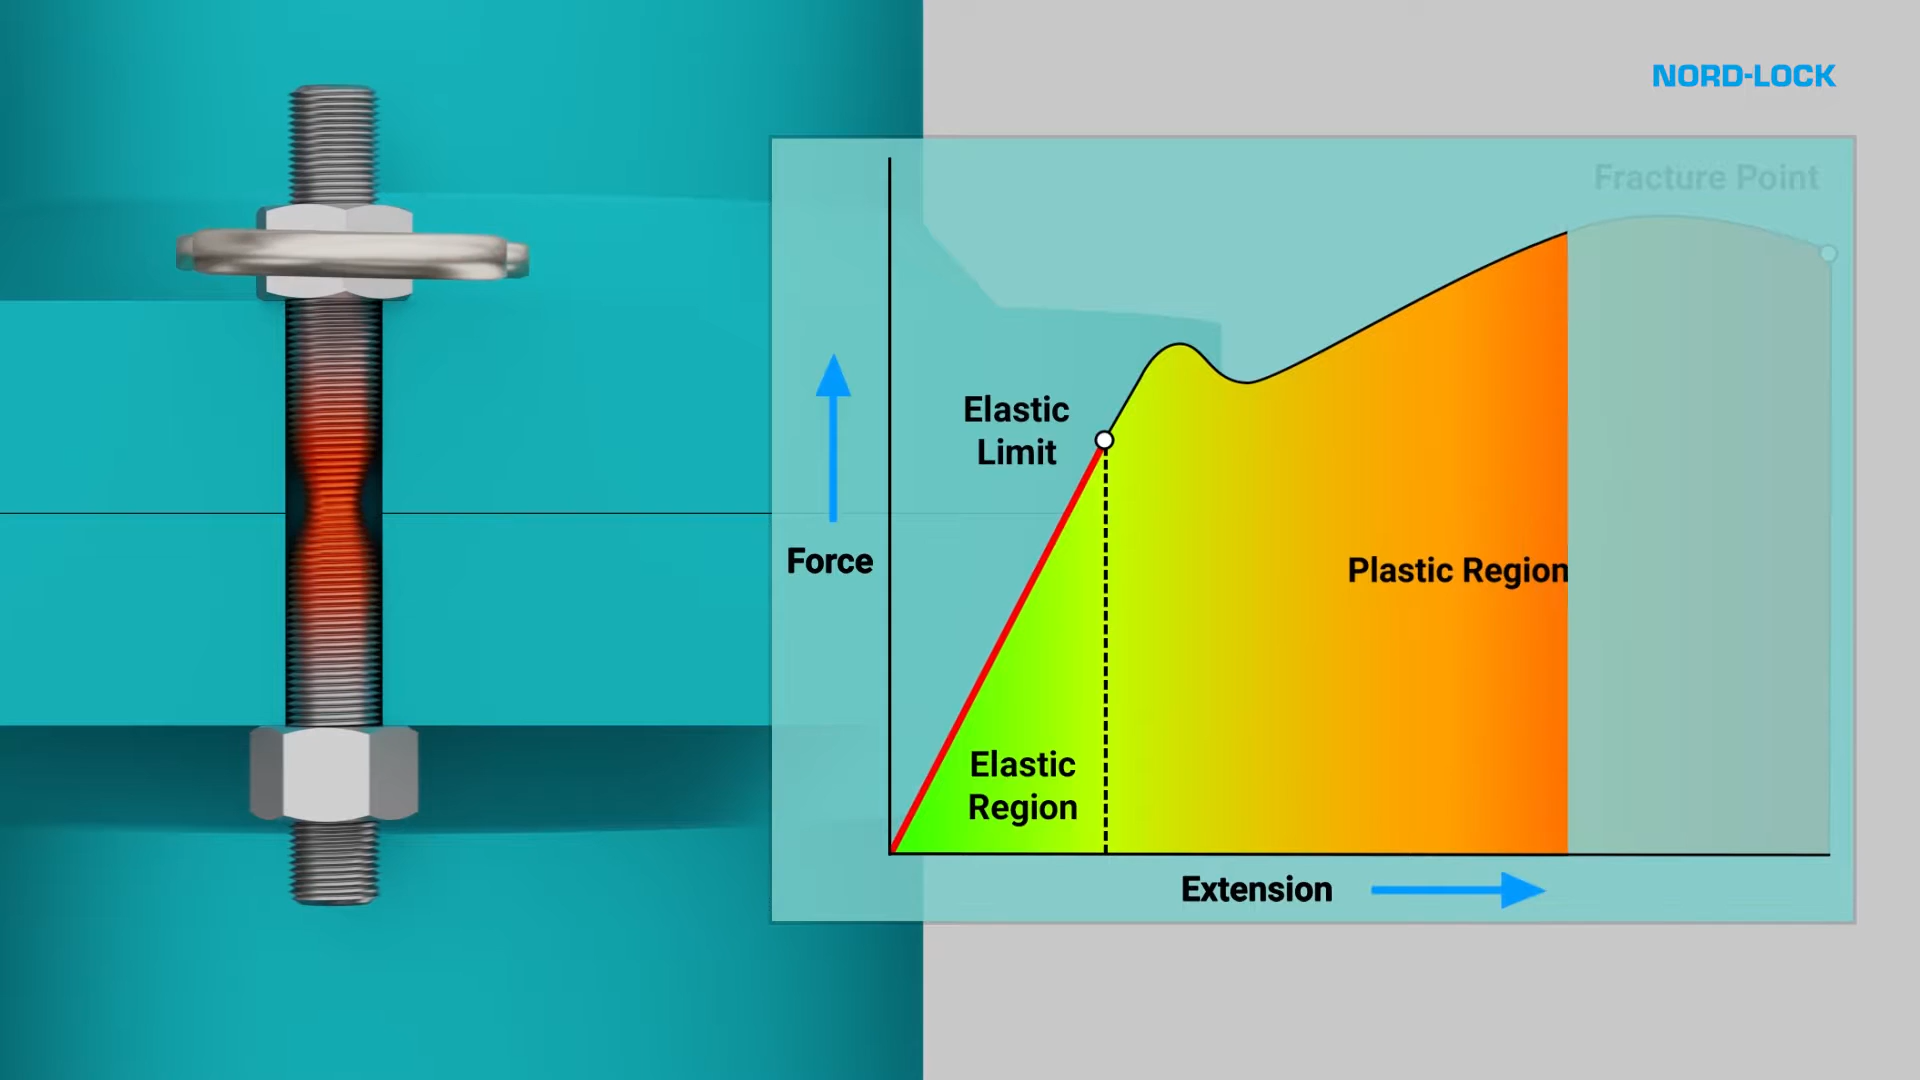 NORD-LOCK
Fracture Point
Elastic
Limit
Force
Plastic Region
Elastic
Region
Extension